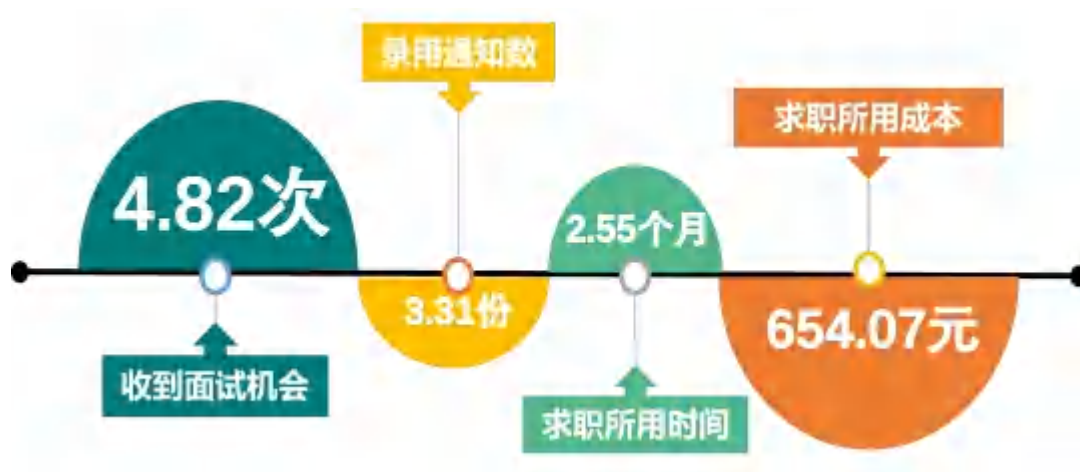 录用通知数
求职所用成本
4.82次
2.55个月
3.31份
654.07元
收到面试机会
求职所用时间